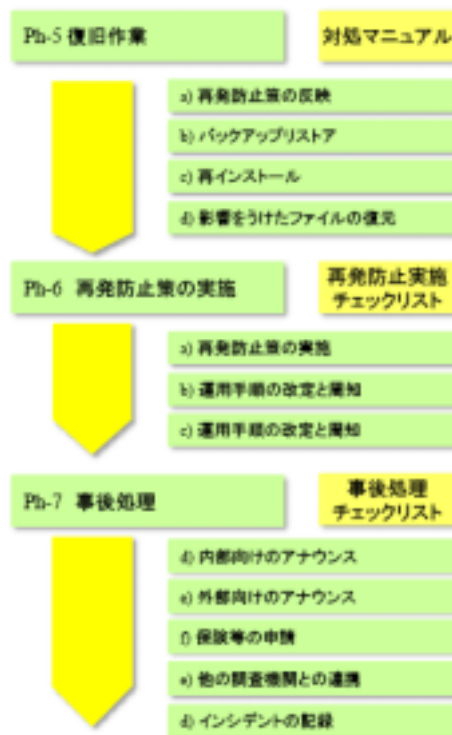 Ph-5 復旧作業
対処マニュアル
a) 再発防止策の反映
b) バックアップリストア
c) 再インストール
d) 影響をうけたファイルの復元
Ph-6 再発防止策の実施
再発防止実施
チェックリスト
a) 再発防止策の実施
b) 運用手順の改定と周知
c) 運用手順の改定と周知
Ph-7 事後処理
事後処理
チェックリスト
d) 内部向けのアナウンス
e) 外部向けのアナウンス
f) 保険等の申請
e) 他の調査機関との連携
d) インシデントの記録